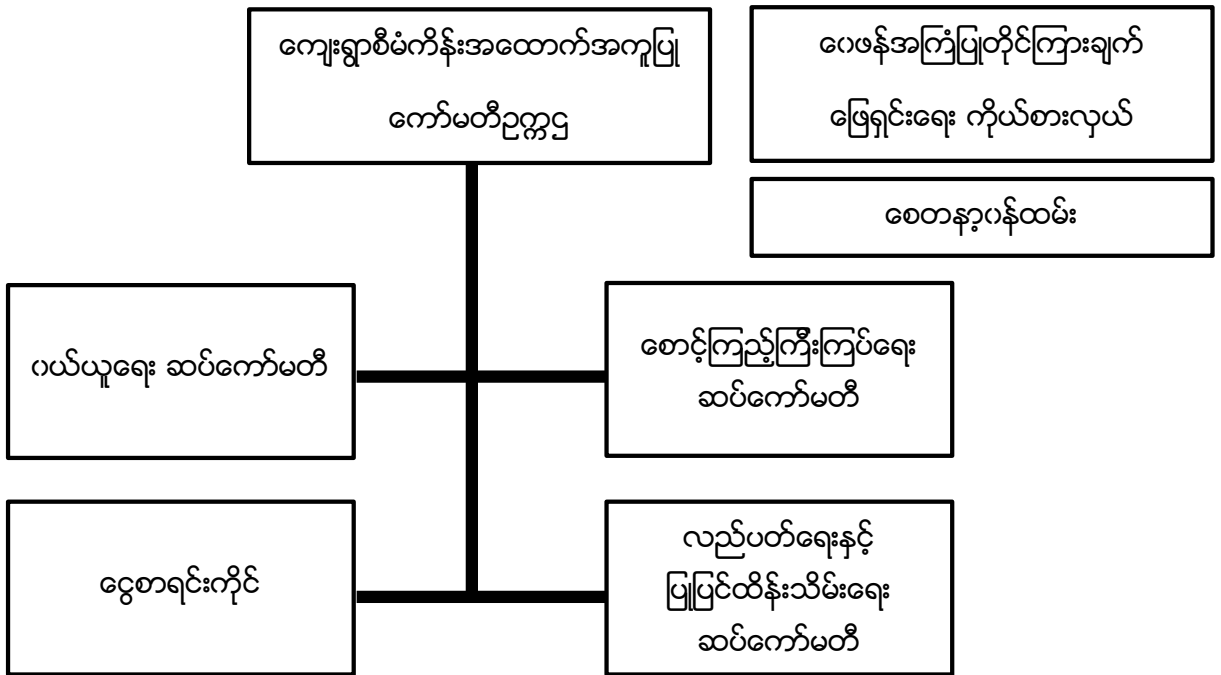 ကျေးရွာစီမံကိန်းအထောက်အကူပြု
ကော်မတီဥက္ကဌ
ဝေဖန်အကြံပြုတိုင်ကြားချက်
ဖြေရှင်းရေး ကိုယ်စားလှယ်
စေတနာ့ဝန်ထမ်း
ဝယ်ယူရေး ဆပ်ကော်မတီ
စောင့်ကြည့်ကြီးကြပ်ရေး
ဆပ်ကော်မတီ
ငွေစာရင်းကိုင်
လည်ပတ်ရေးနှင့်
ပြုပြင်ထိန်းသိမ်းရေး
ဆပ်ကော်မတီ